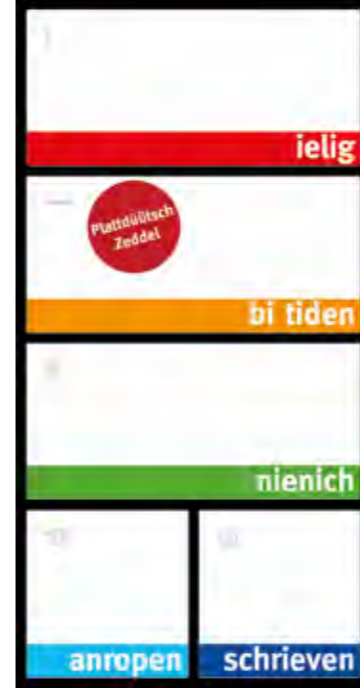 ielig
Plattdüütsch
Zeddel
bi tiden
nienich
anropen
schrieven